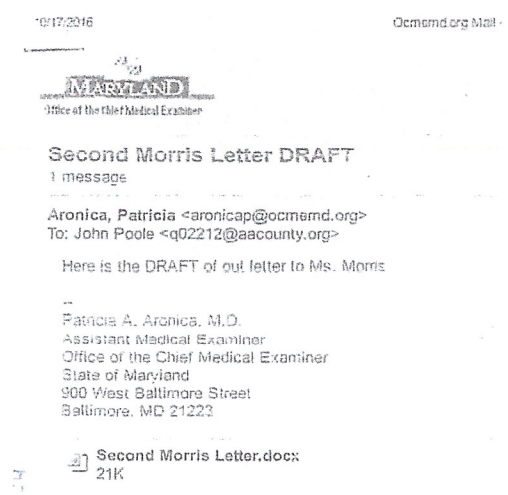 10/17/2016 Ocmemd.org Mail -
MARYLAND
Office of the Chief Medical Examiner
Second Morris Letter DRAFT
1 message
Aronica, Patricia <aronicap@ocmemd.org>
To: John Poole <q02212@aacounty.org>
Here is the DRAFT of out letter to Ms. Morris
--
Patricia A. Aronica, M.D.
Assistant Medical Examiner
Office of the Chief Medical Examiner
State of Maryland
900 West Baltimore Street
Baltimore, MD 21223
Second Morris Letter.docx
21K